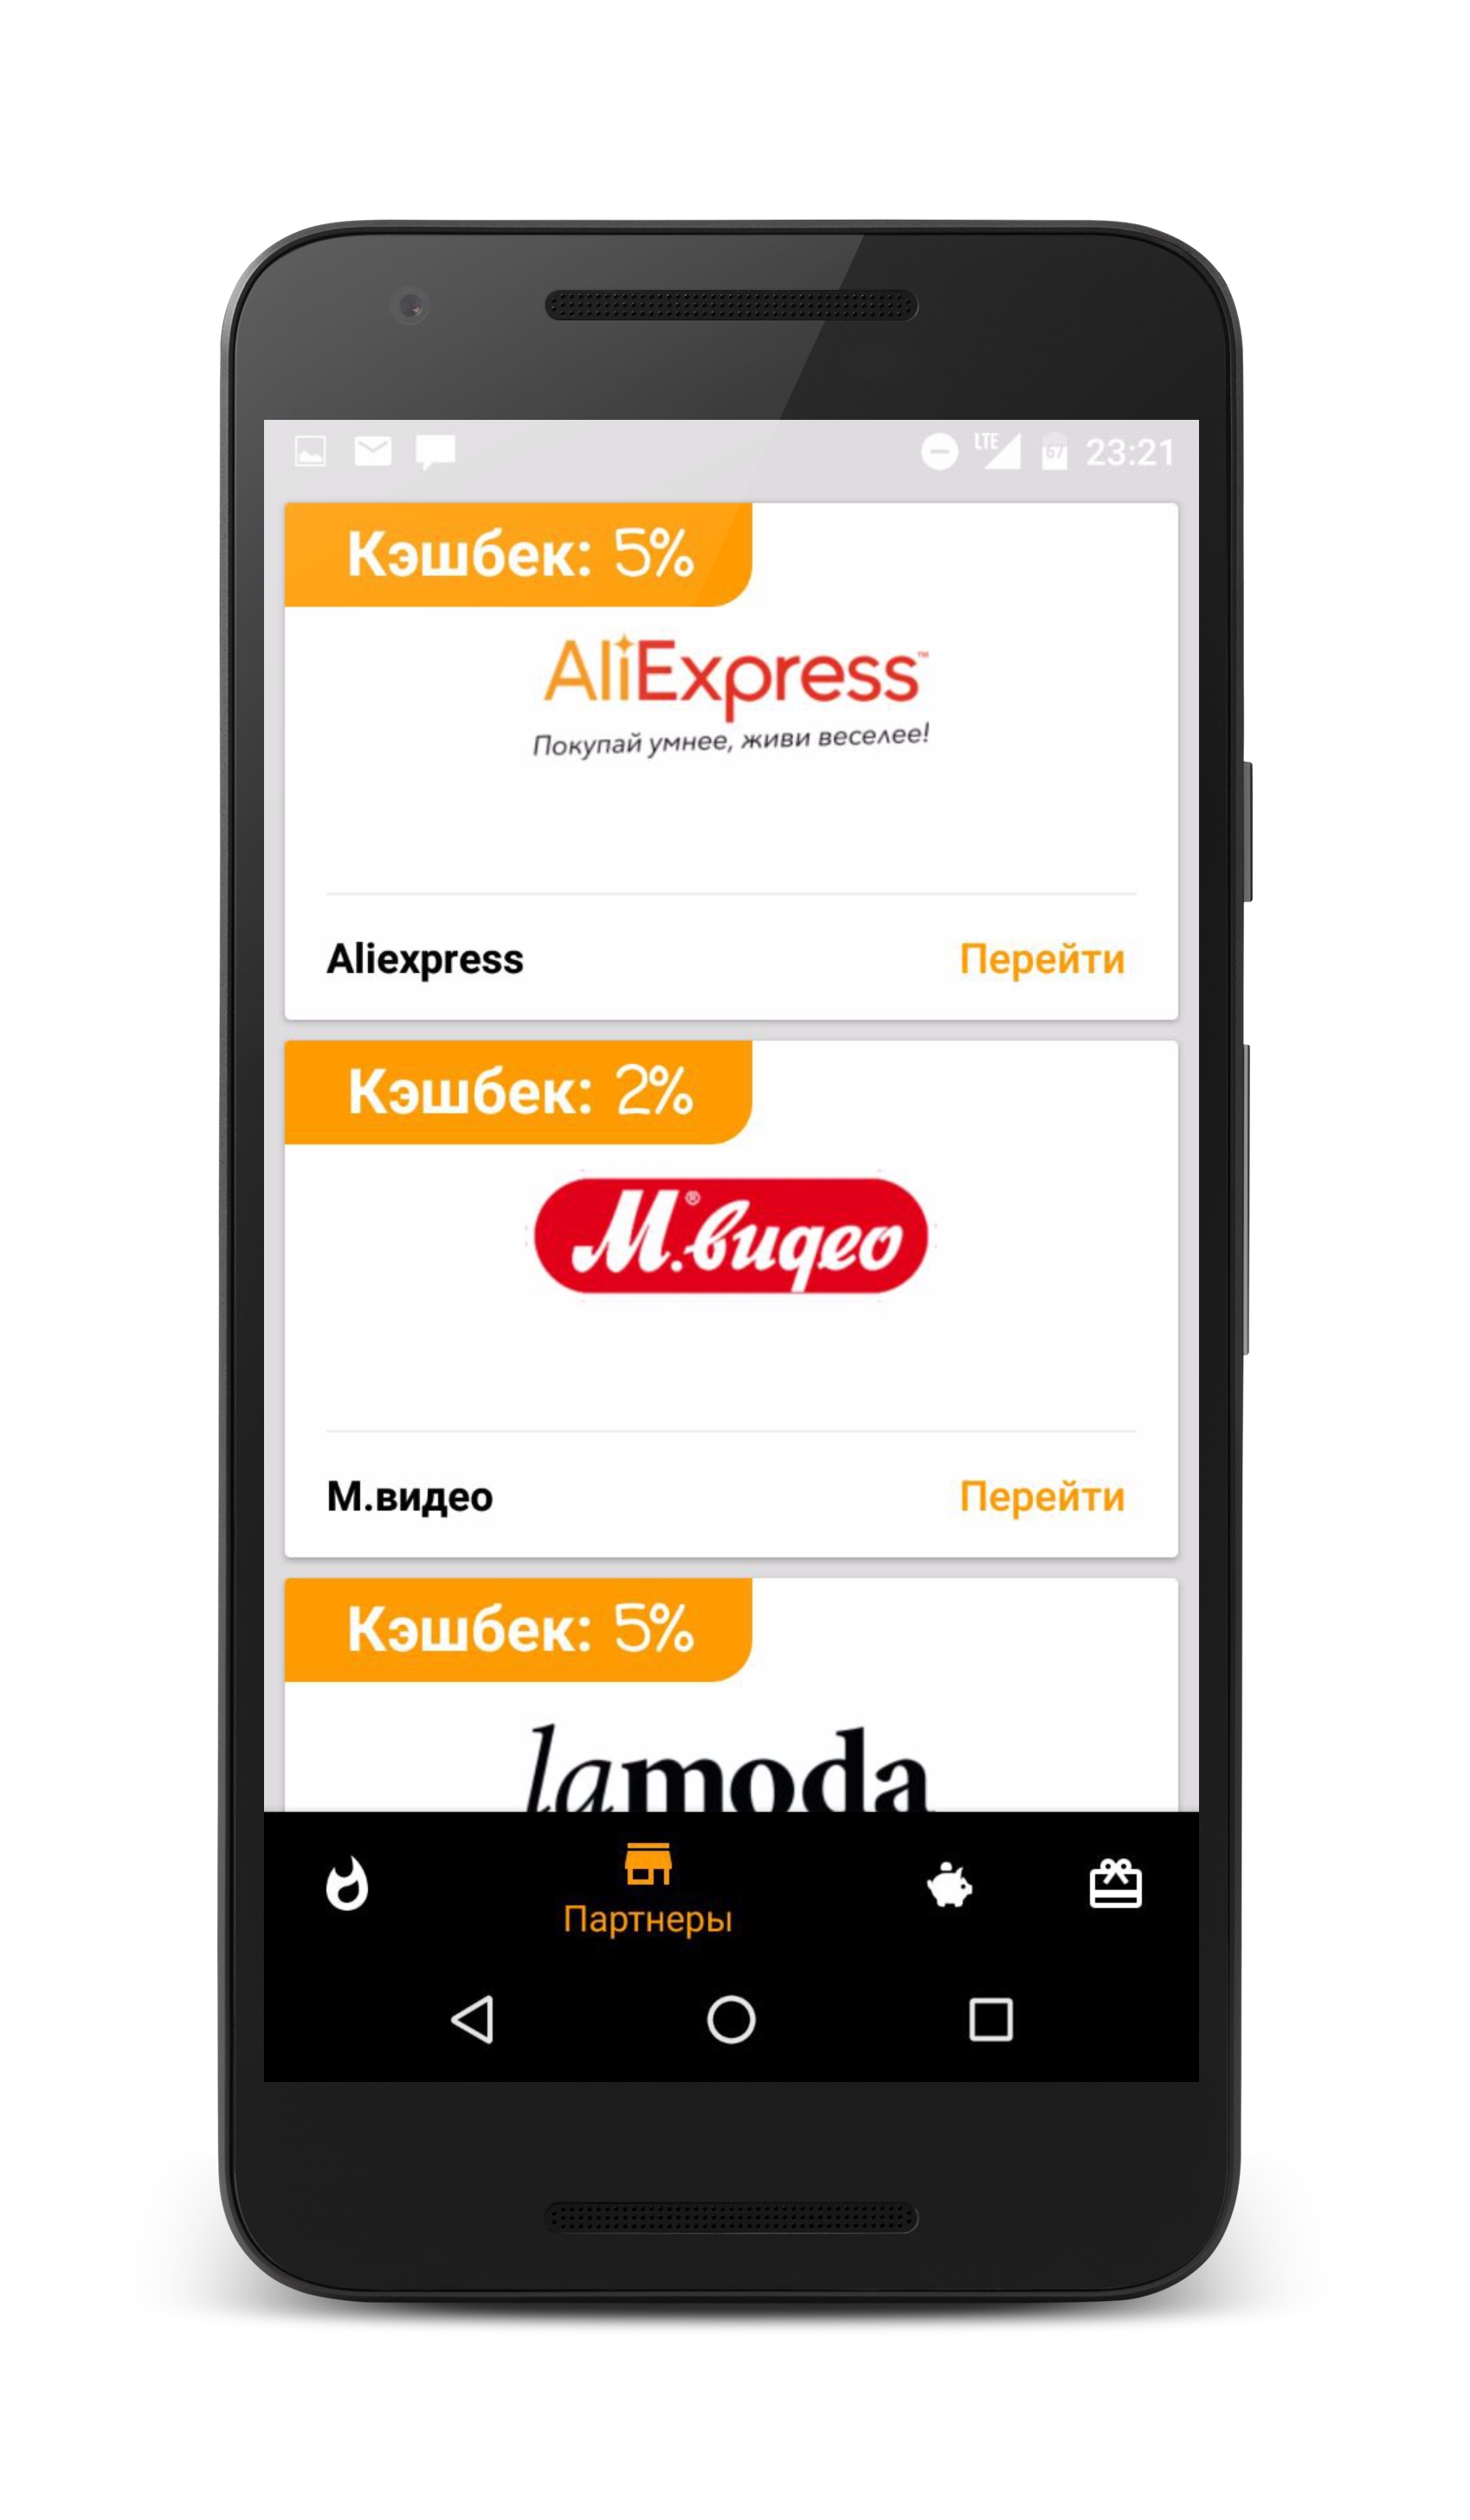 LTE 67 23:21
Кэшбек: 5%
AliExpress™
Покупай умнее, живи веселее!
Aliexpress Перейти
Кэшбек: 2%
М.видео®
М.видео Перейти
Кэшбек: 5%
lamoda
Партнеры